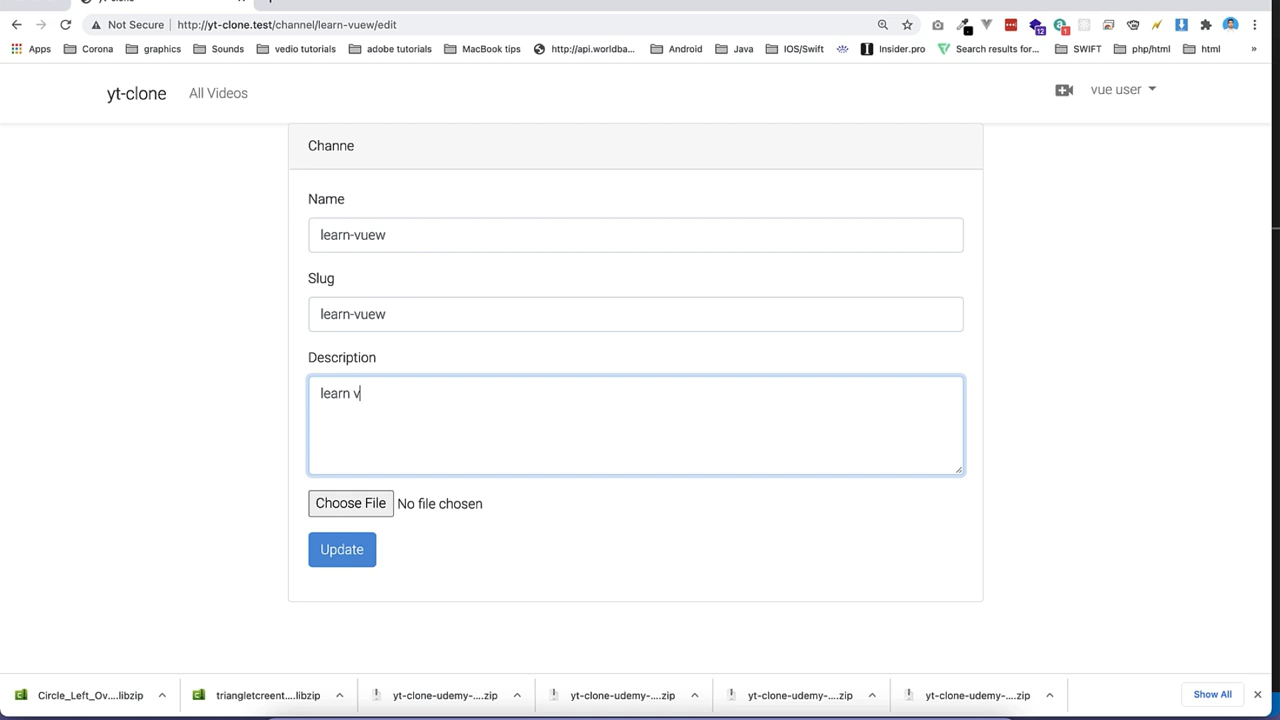 Not Secure http://yt-clone.test/channel/learn-vuew/edit
Apps Corona graphics Sounds vedio tutorials adobe tutorials MacBook tips http://api.worldba... Android Java IOS/Swift Insider.pro Search results for... SWIFT php/html html »
12 1
yt-clone All Videos vue user
Channe
Name
learn-vuew
Slug
learn-vuew
Description
learn v
Choose File No file chosen
Update
Circle_Left_Ov....libzip triangletcreent....libzip yt-clone-udemy-....zip yt-clone-udemy-....zip yt-clone-udemy-....zip yt-clone-udemy-....zip Show All